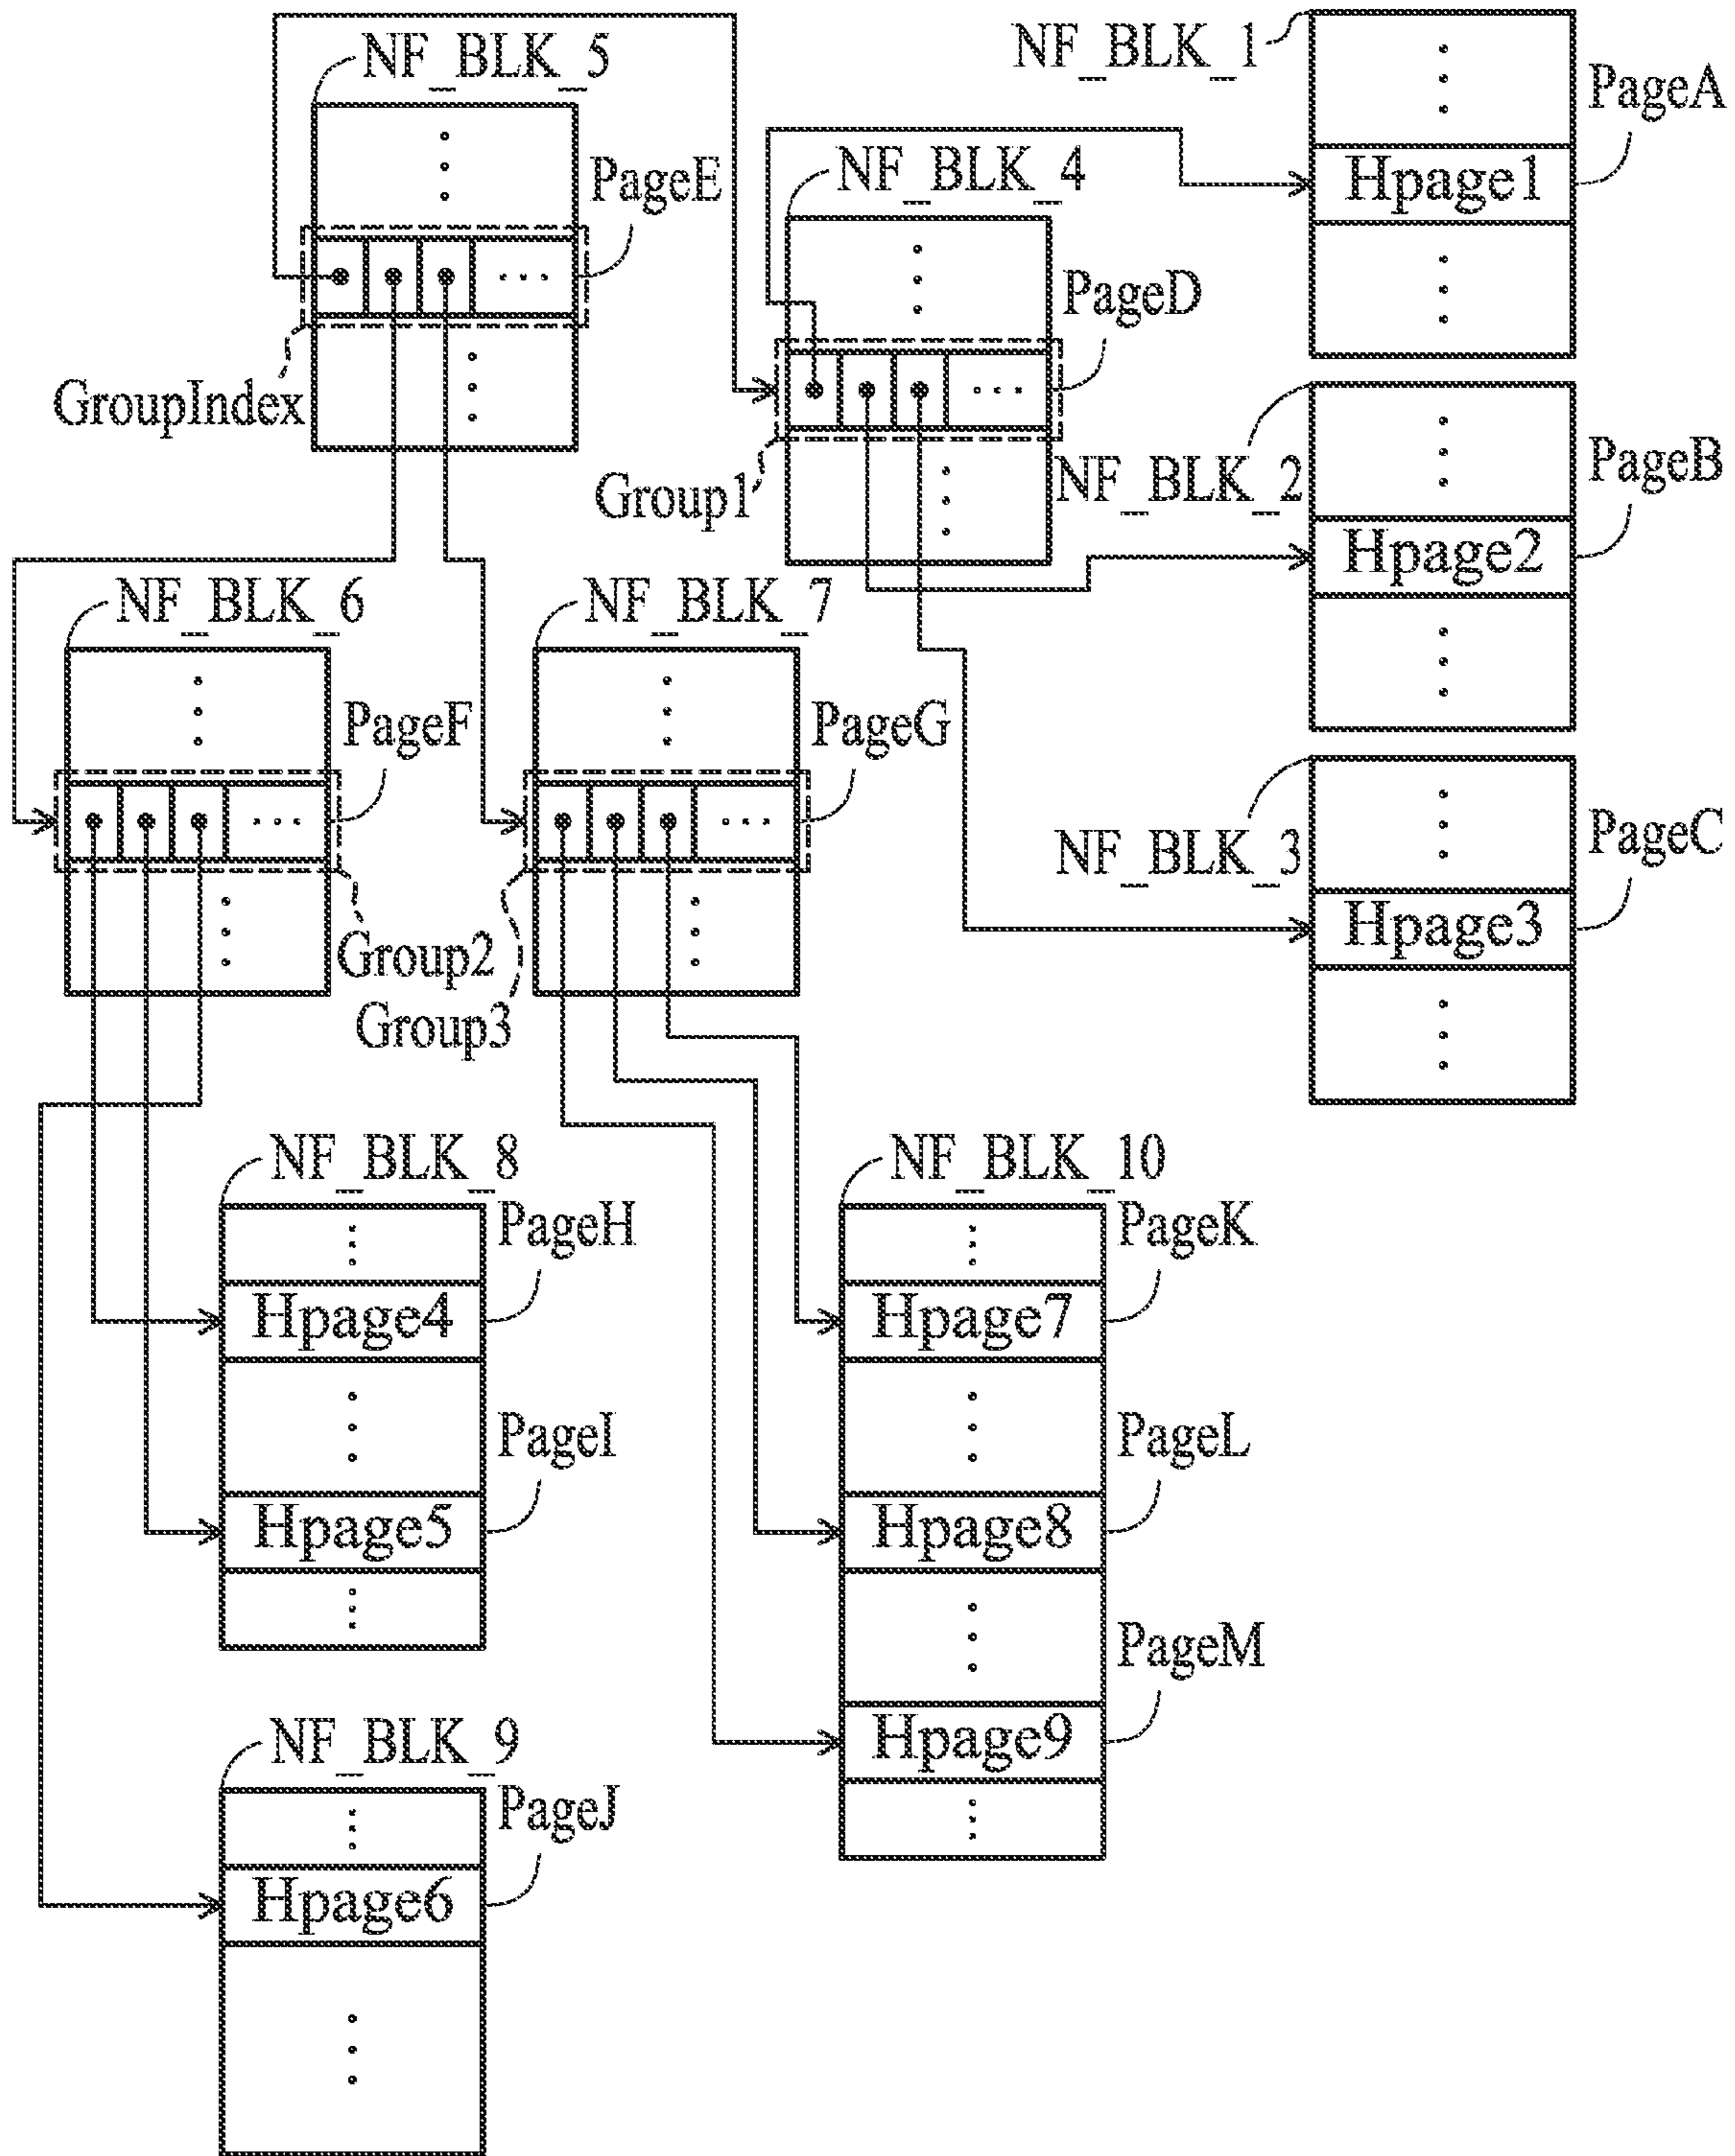 NF_BLK_5
PageE
GroupIndex
NF_BLK_4
PageD
Group1
NF_BLK_1
PageA
Hpage1
NF_BLK_2
PageB
Hpage2
NF_BLK_3
PageC
Hpage3
NF_BLK_6
PageF
Group2
NF_BLK_7
PageG
Group3
NF_BLK_8
PageH
Hpage4
PageI
Hpage5
NF_BLK_9
PageJ
Hpage6
NF_BLK_10
PageK
Hpage7
PageL
Hpage8
PageM
Hpage9